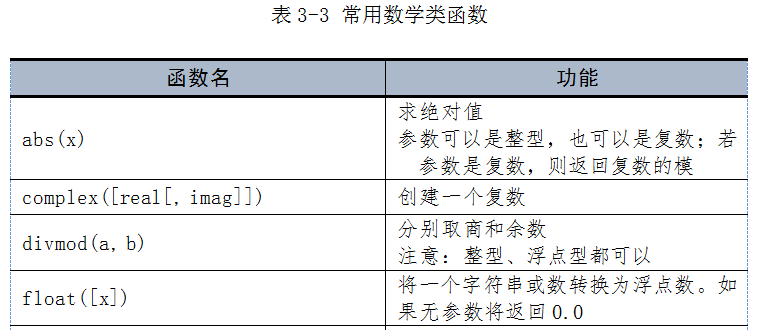 表 3-3 常用数学类函数
函数名 功能
abs(x)
求绝对值
参数可以是整型，也可以是复数；若
参数是复数，则返回复数的模
complex([real[, imag]]) 创建一个复数
divmod(a, b)
分别取商和余数
注意：整型、浮点型都可以
float([x])
将一个字符串或数转换为浮点数。如
果无参数将返回0.0